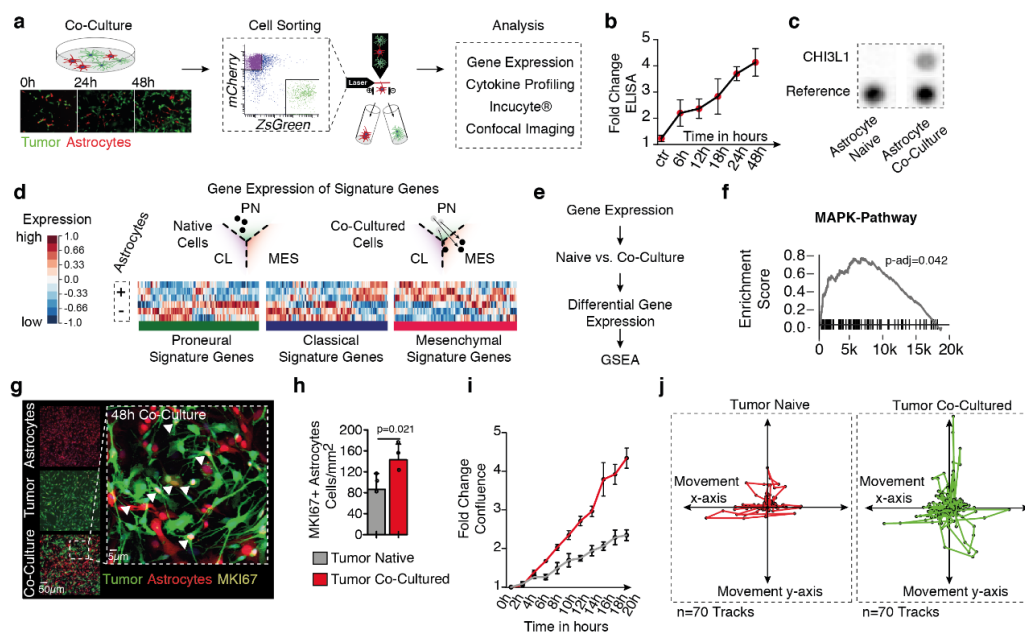 a
Co-Culture
0h
24h
48h
Tumor Astrocytes
Cell Sorting
mCherry
ZsGreen
Laser
Analysis
Gene Expression
Cytokine Profiling
Incucyte®
Confocal Imaging
b
Fold Change
ELISA
5
4
3
2
1
Time in hours
ctr
6h
12h
18h
24h
48h
c
CHI3L1
Reference
Astrocyte
Naive
Astrocyte
Co-Culture
d
Gene Expression of Signature Genes
Expression
high
low
1.0
0.66
0.33
0.00
-0.33
-0.66
-1.0
Astrocytes
+
-
Native
Cells
PN
CL
MES
Co-Cultured
Cells
PN
CL
MES
Proneural
Signature Genes
Classical
Signature Genes
Mesenchymal
Signature Genes
e
Gene Expression
Naive vs. Co-Culture
Differential Gene
Expression
GSEA
f
MAPK-Pathway
p-adj=0.042
Enrichment
Score
0.8
0.6
0.4
0.2
0.0
0
5k
10k
15k
20k
g
Astrocytes
Tumor
Co-Culture
50µm
48h Co-Culture
5µm
Tumor Astrocytes MKI67
h
MKI67+ Astrocytes
Cells/mm2
200
160
120
80
40
0
p=0.021
Tumor Native
Tumor Co-Cultured
i
Fold Change
Confluence
5
4
3
2
1
0h
2h
4h
6h
8h
10h
12h
14h
16h
18h
20h
Time in hours
j
Tumor Naive
Movement
x-axis
Movement y-axis
n=70 Tracks
Tumor Co-Cultured
Movement
x-axis
Movement y-axis
n=70 Tracks